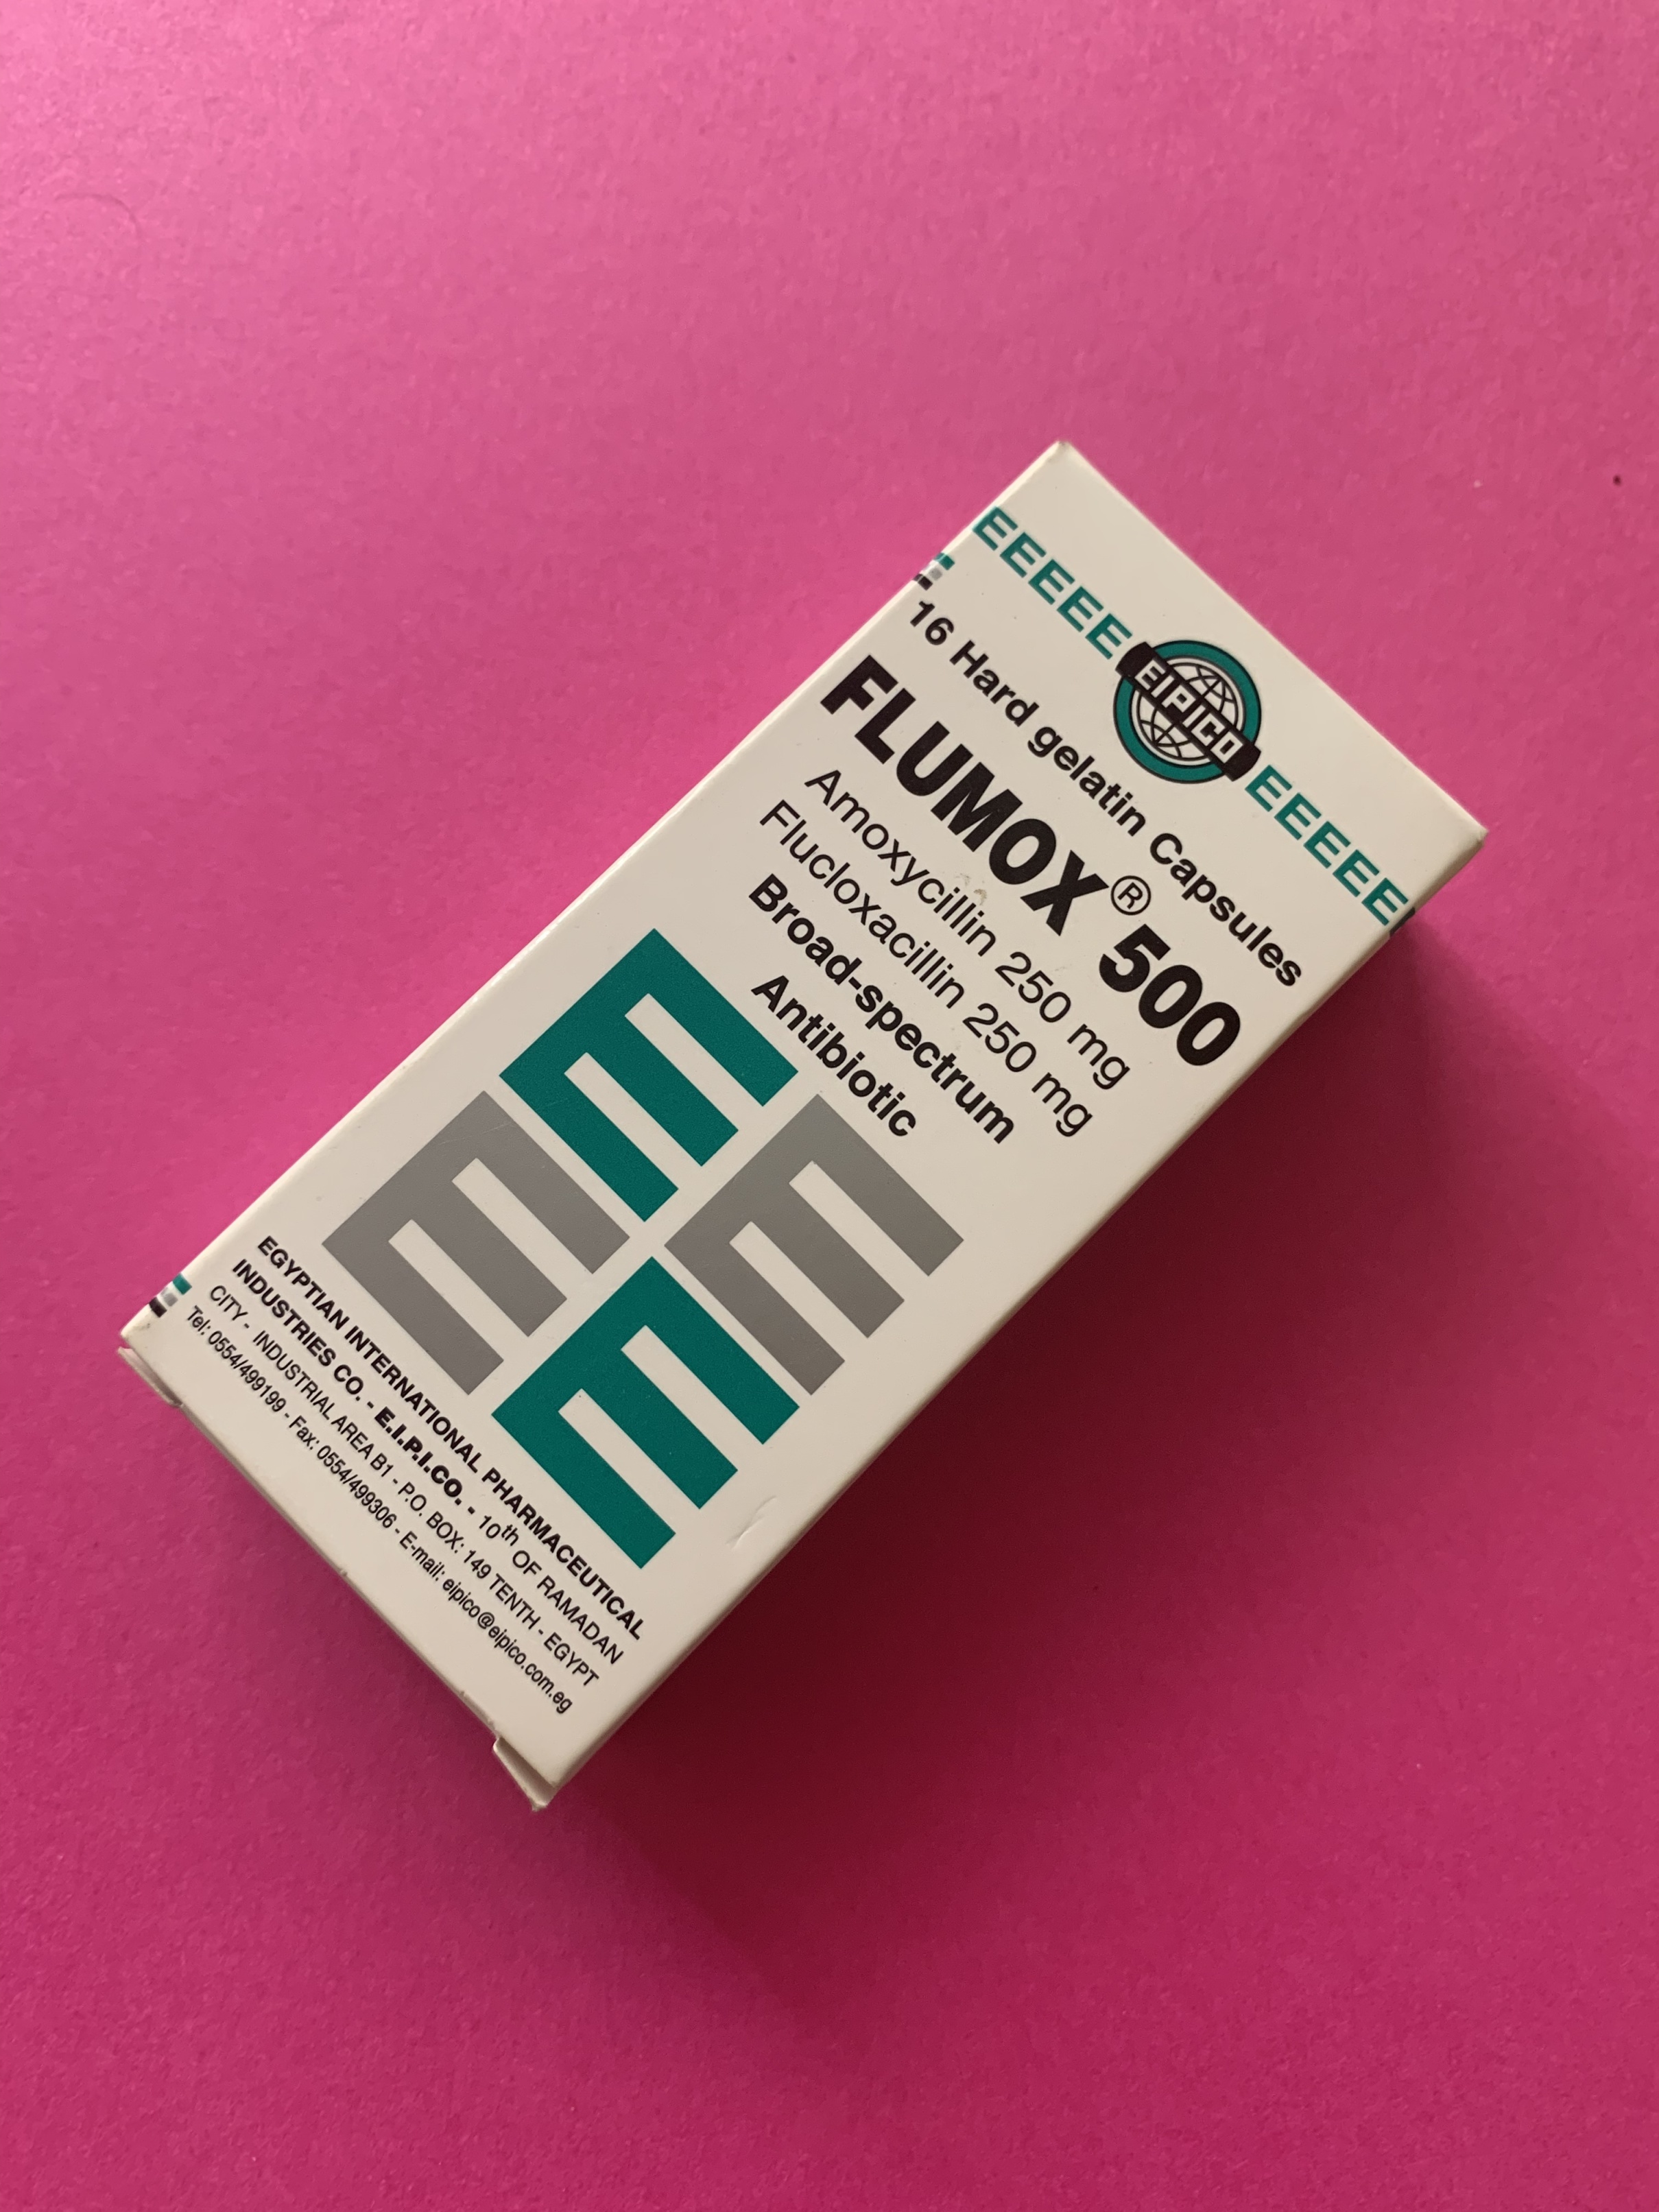 EEEEE EIPICO EEEEE
16 Hard gelatin Capsules
FLUMOX® 500
Amoxycillin 250 mg
Flucloxacillin 250 mg
Broad-spectrum
Antibiotic
E
E E
E
EGYPTIAN INTERNATIONAL PHARMACEUTICAL
INDUSTRIES CO. - E.I.P.I.CO. - 10th OF RAMADAN
CITY - INDUSTRIAL AREA B1 - P.O. BOX: 149 TENTH - EGYPT
Tel: 0554/499199 - Fax: 0554/499306 - E-mail: eipico@eipico.com.eg